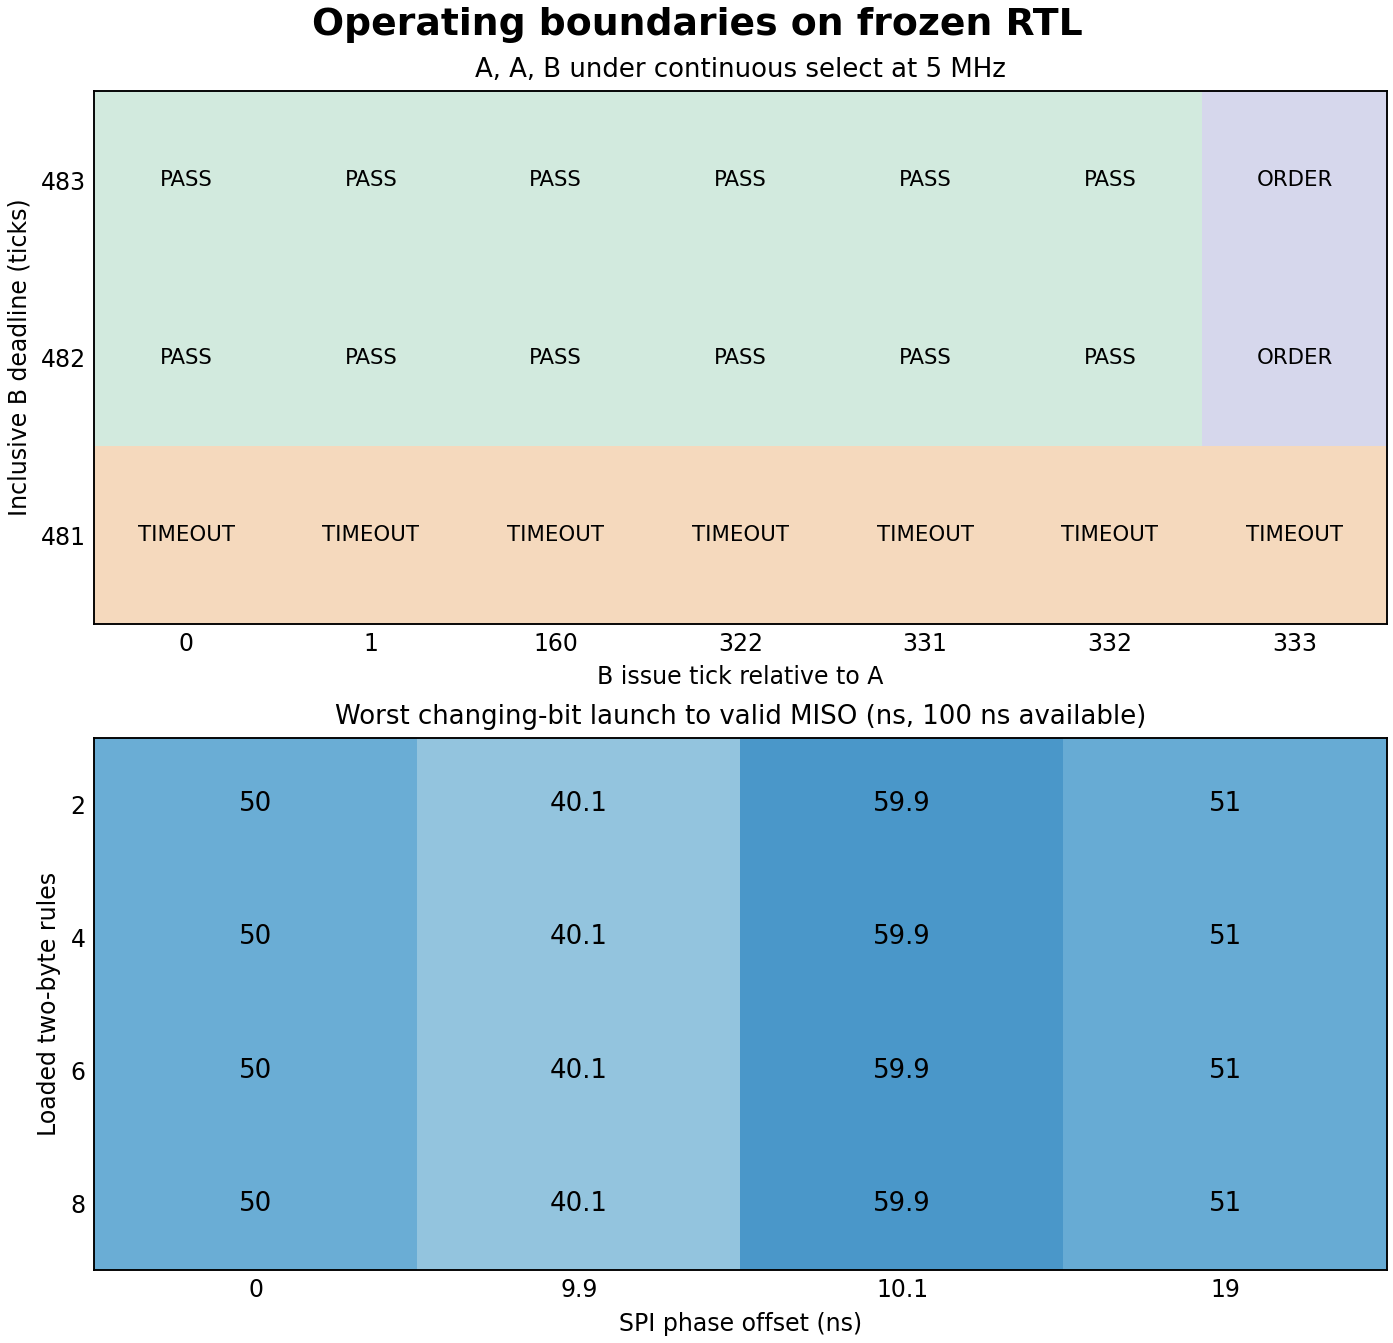 Operating boundaries on frozen RTL
A, A, B under continuous select at 5 MHz
Inclusive B deadline (ticks)
483 PASS PASS PASS PASS PASS PASS ORDER
482 PASS PASS PASS PASS PASS PASS ORDER
481 TIMEOUT TIMEOUT TIMEOUT TIMEOUT TIMEOUT TIMEOUT TIMEOUT
0 1 160 322 331 332 333
B issue tick relative to A
Worst changing-bit launch to valid MISO (ns, 100 ns available)
Loaded two-byte rules
2 50 40.1 59.9 51
4 50 40.1 59.9 51
6 50 40.1 59.9 51
8 50 40.1 59.9 51
0 9.9 10.1 19
SPI phase offset (ns)